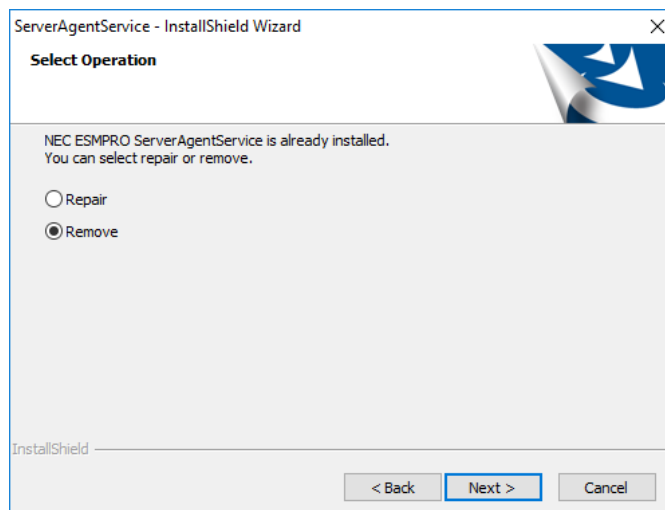 ServerAgentService - InstallShield Wizard
Select Operation
NEC ESMPRO ServerAgentService is already installed.
You can select repair or remove.
Repair
Remove
InstallShield
< Back
Next >
Cancel